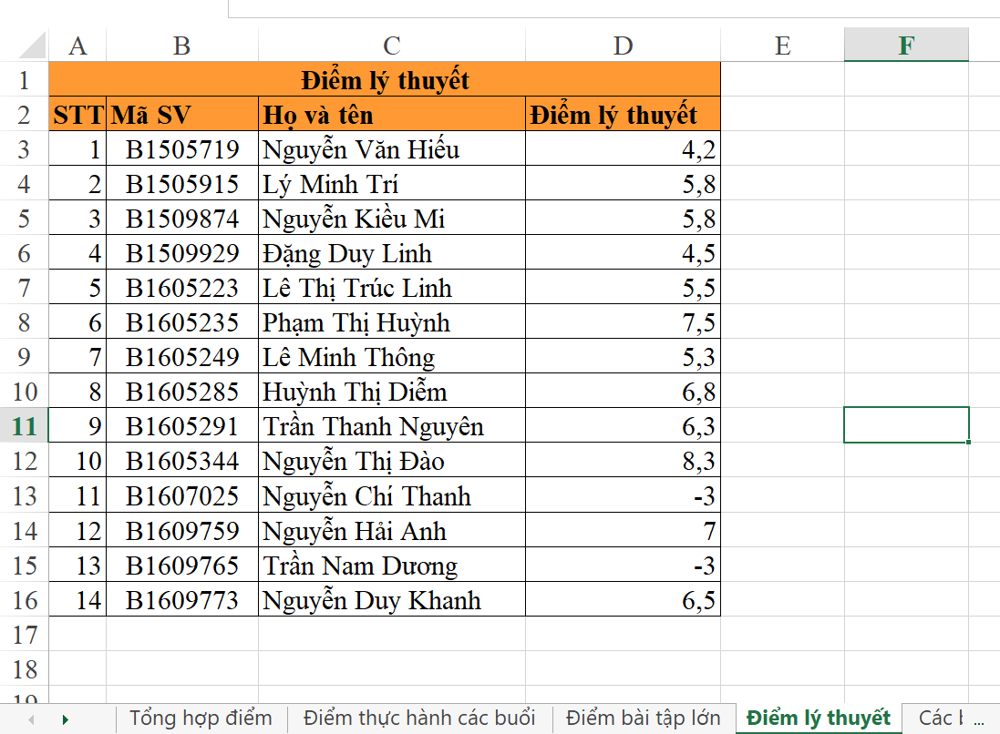 A B C D E F
1 Điểm lý thuyết
2 STT Mã SV Họ và tên Điểm lý thuyết
3 1 B1505719 Nguyễn Văn Hiếu 4,2
4 2 B1505915 Lý Minh Trí 5,8
5 3 B1509874 Nguyễn Kiều Mi 5,8
6 4 B1509929 Đặng Duy Linh 4,5
7 5 B1605223 Lê Thị Trúc Linh 5,5
8 6 B1605235 Phạm Thị Huỳnh 7,5
9 7 B1605249 Lê Minh Thông 5,3
10 8 B1605285 Huỳnh Thị Diễm 6,8
11 9 B1605291 Trần Thanh Nguyên 6,3
12 10 B1605344 Nguyễn Thị Đào 8,3
13 11 B1607025 Nguyễn Chí Thanh -3
14 12 B1609759 Nguyễn Hải Anh 7
15 13 B1609765 Trần Nam Dương -3
16 14 B1609773 Nguyễn Duy Khanh 6,5
17
18
19
Tổng hợp điểm Điểm thực hành các buổi Điểm bài tập lớn Điểm lý thuyết Các ...